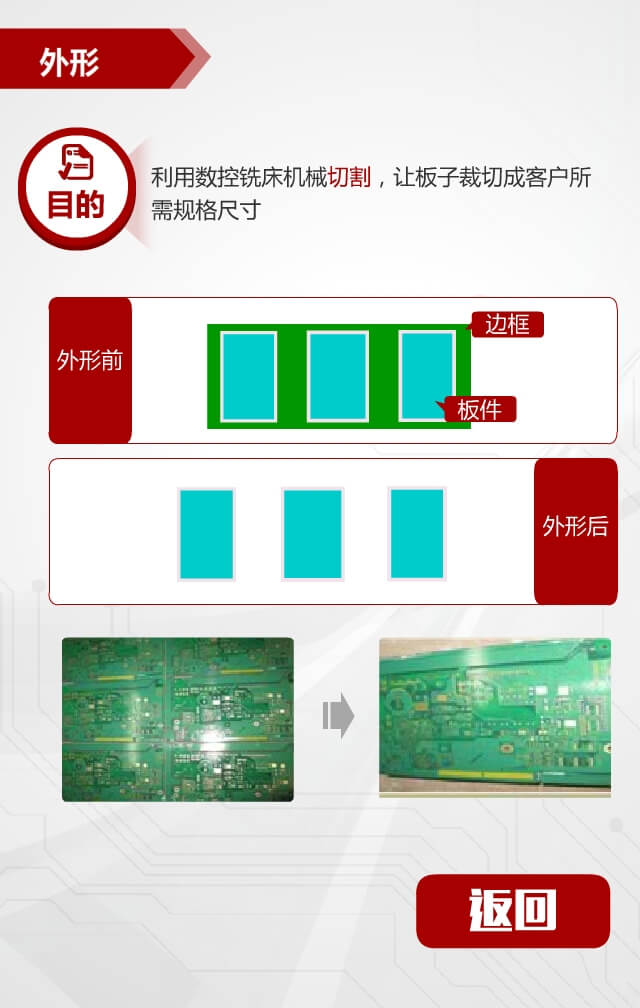 外形
目的
利用数控铣床机械切割，让板子裁切成客户所
需规格尺寸
外形前
边框
板件
外形后
返回